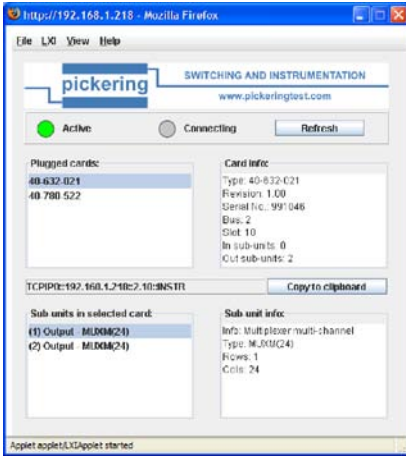 http://192.168.1.218 - Mozilla Firefox
File LXI View Help
pickering
SWITCHING AND INSTRUMENTATION
www.pickeringtest.com
Active
Connecting
Refresh
Plugged cards:
40-632-021
40-780-522
Card info:
Type: 40-632-021
Revision: 1.00
Serial No.: 991046
Bus: 2
Slot: 10
In sub-units: 0
Out sub-units: 2
TCPIP0::192.168.1.218::2.10::INSTR
Copy to clipboard
Sub units in selected card:
(1) Output - MUXM(24)
(2) Output - MUXM(24)
Sub unit info:
Info: Multiplexer multi-channel
Type: MUXM(24)
Rows: 1
Cols: 24
Applet applet/LXIApplet started